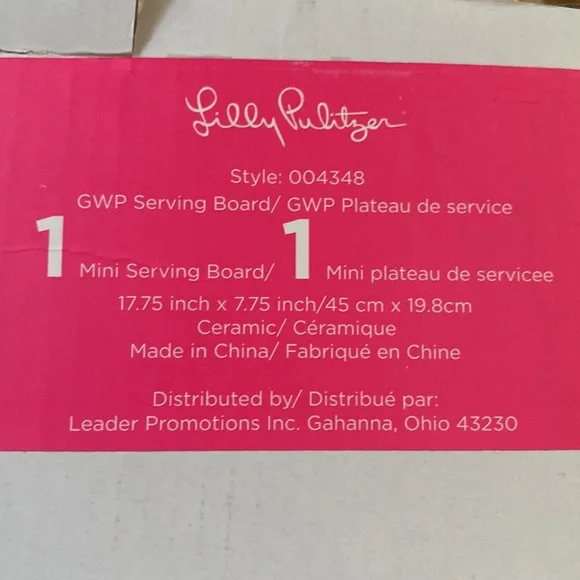 Lilly Pulitzer
Style: 004348
GWP Serving Board/ GWP Plateau de service
1 Mini Serving Board/ 1 Mini plateau de servicee
17.75 inch x 7.75 inch/45 cm x 19.8cm
Ceramic/ Céramique
Made in China/ Fabriqué en Chine
Distributed by/ Distribué par:
Leader Promotions Inc. Gahanna, Ohio 43230